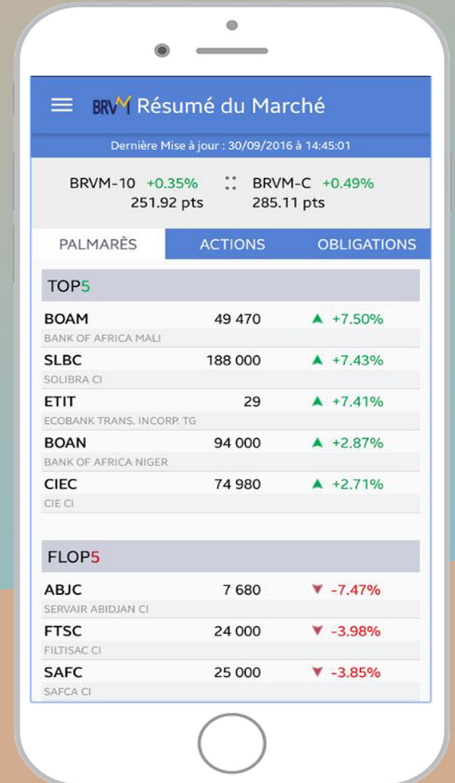 BRVM Résumé du Marché
Dernière Mise à jour : 30/09/2016 à 14:45:01
BRVM-10 +0.35% BRVM-C +0.49%
251.92 pts 285.11 pts
PALMARÈS ACTIONS OBLIGATIONS
TOP5
BOAM 49 470 +7.50%
BANK OF AFRICA MALI
SLBC 188 000 +7.43%
SOLIBRA CI
ETIT 29 +7.41%
ECOBANK TRANS. INCORP. TG
BOAN 94 000 +2.87%
BANK OF AFRICA NIGER
CIEC 74 980 +2.71%
CIE CI
FLOP5
ABJC 7 680 -7.47%
SERVAIR ABIDJAN CI
FTSC 24 000 -3.98%
FILTISAC CI
SAFC 25 000 -3.85%
SAFCA CI